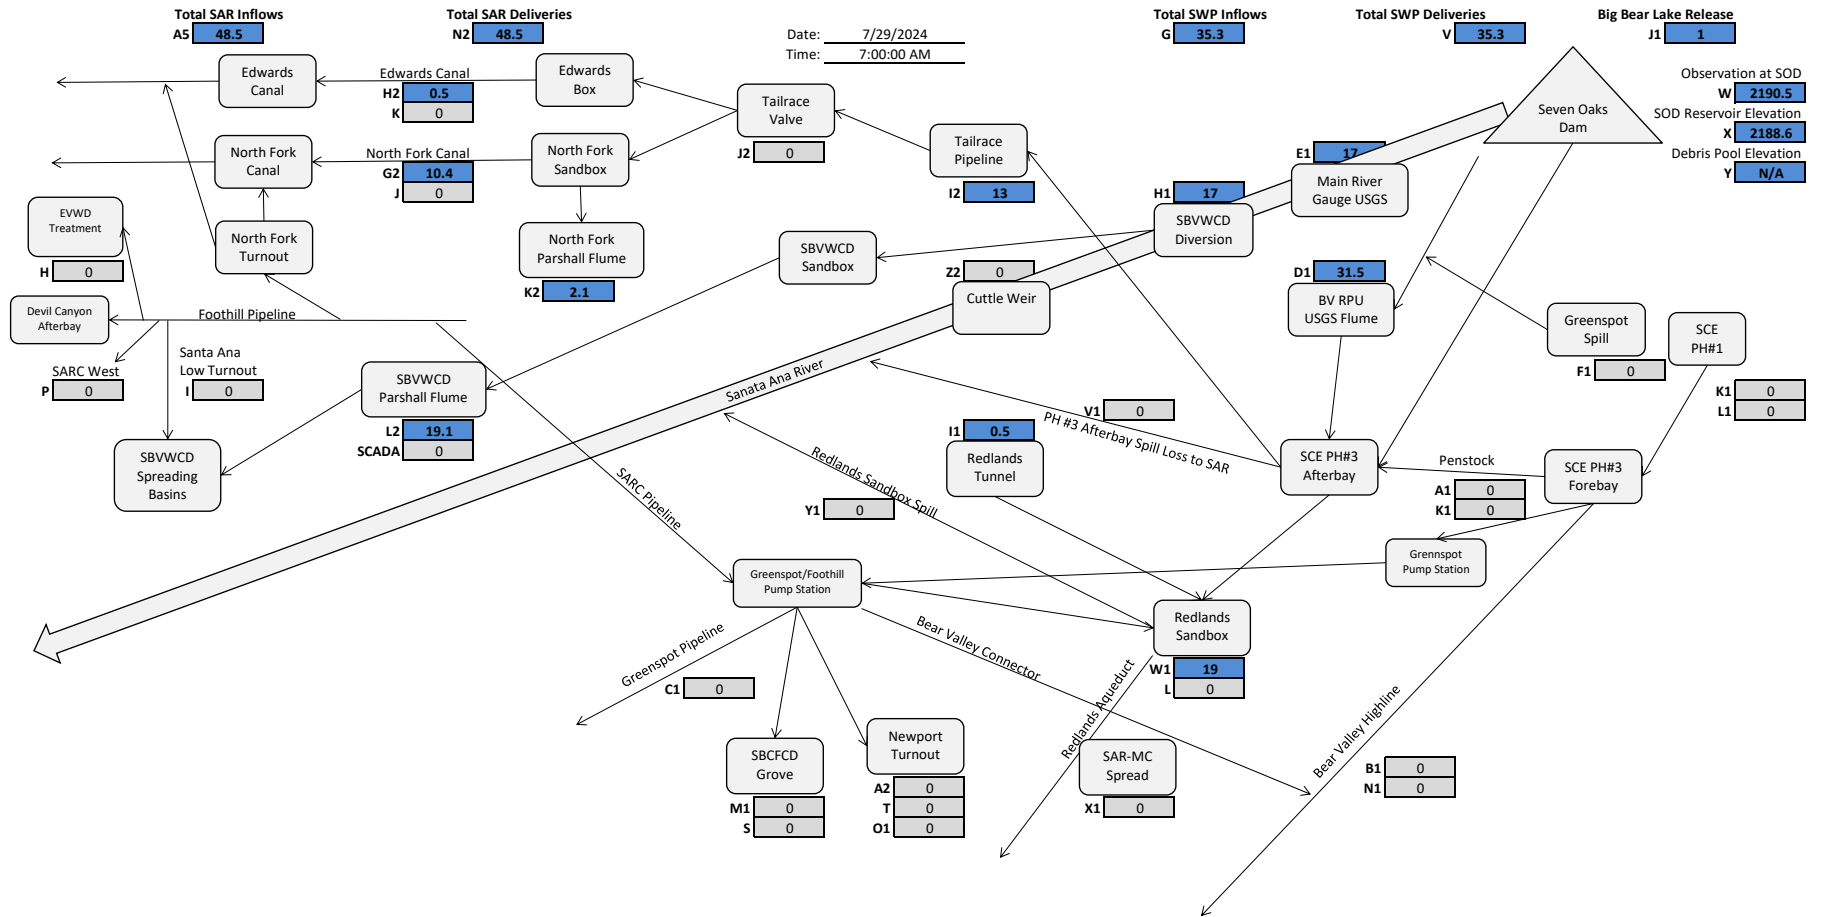 Total SAR Inflows
A5 48.5
Total SAR Deliveries
N2 48.5
Date: 7/29/2024
Time: 7:00:00 AM
Total SWP Inflows
G 35.3
Total SWP Deliveries
V 35.3
Big Bear Lake Release
J1 1
Observation at SOD
W 2190.5
SOD Reservoir Elevation
X 2188.6
Debris Pool Elevation
Y N/A
Seven Oaks
Dam
Edwards
Canal
Edwards Canal
H2 0.5
K 0
Edwards
Box
Tailrace
Valve
J2 0
Tailrace
Pipeline
I2 13
North Fork
Canal
North Fork Canal
G2 10.4
J 0
North Fork
Sandbox
E1 17
Main River
Gauge USGS
H1 17
SBVWCD
Diversion
EVWD
Treatment
H 0
North Fork
Turnout
North Fork
Parshall Flume
K2 2.1
SBVWCD
Sandbox
Z2 0
Cuttle Weir
D1 31.5
BV RPU
USGS Flume
Greenspot
Spill
F1 0
SCE
PH#1
K1 0
L1 0
Devil Canyon
Afterbay
Foothill Pipeline
SARC West
P 0
Santa Ana
Low Turnout
I 0
SBVWCD
Parshall Flume
L2 19.1
SCADA 0
Sanata Ana River
V1 0
PH #3 Afterbay Spill Loss to SAR
I1 0.5
Redlands
Tunnel
SBVWCD
Spreading
Basins
SARC Pipeline
Redlands Sandbox Spill
Y1 0
SCE PH#3
Afterbay
Penstock
A1 0
K1 0
SCE PH#3
Forebay
Grennspot
Pump Station
Greenspot/Foothill
Pump Station
Redlands
Sandbox
W1 19
L 0
Greenspot Pipeline
C1 0
Bear Valley Connector
Redlands Aqueduct
Bear Valley Highline
SBCFCD
Grove
M1 0
S 0
Newport
Turnout
A2 0
T 0
O1 0
SAR-MC
Spread
X1 0
B1 0
N1 0